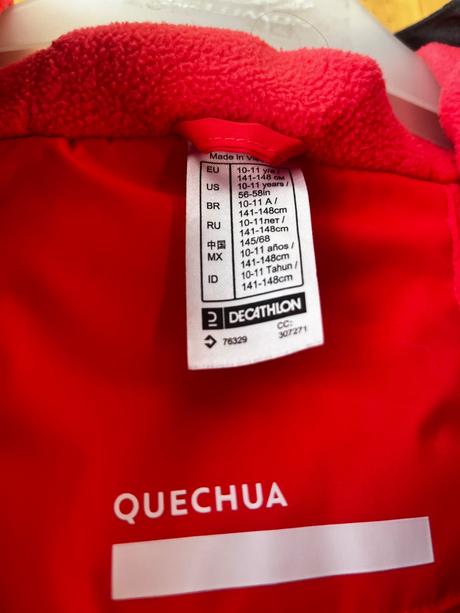 Made in Vie
EU 10-11 y/a /
141-148 см
US 10-11 years /
56-58in
BR 10-11 A /
141-148cm
RU 10-11лет /
141-148cm
中国 145/68
MX 10-11 años /
141-148cm
ID 10-11 Tahun /
141-148cm
DECATHLON
76329 CC:
307271
QUECHUA